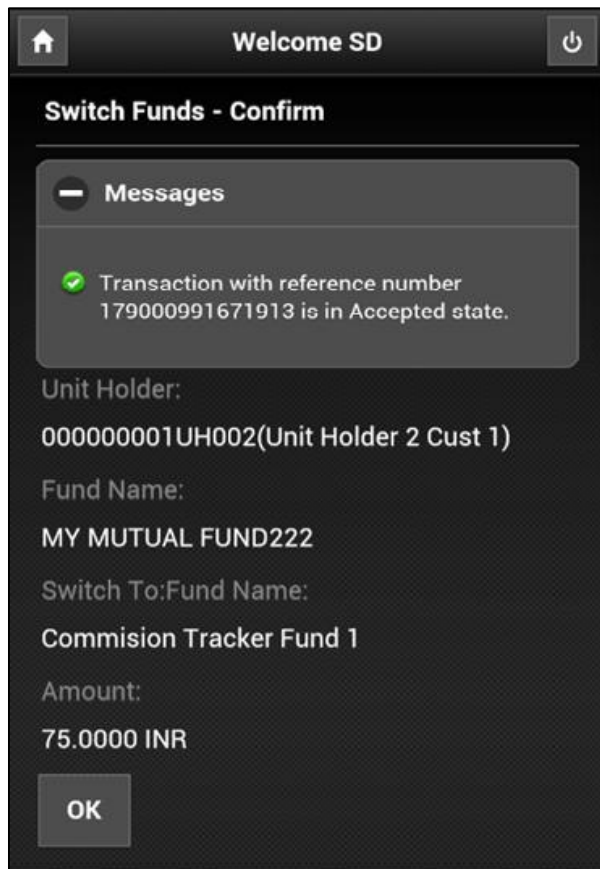 Welcome SD
Switch Funds - Confirm
Messages
Transaction with reference number
179000991671913 is in Accepted state.
Unit Holder:
000000001UH002(Unit Holder 2 Cust 1)
Fund Name:
MY MUTUAL FUND222
Switch To:Fund Name:
Commision Tracker Fund 1
Amount:
75.0000 INR
OK